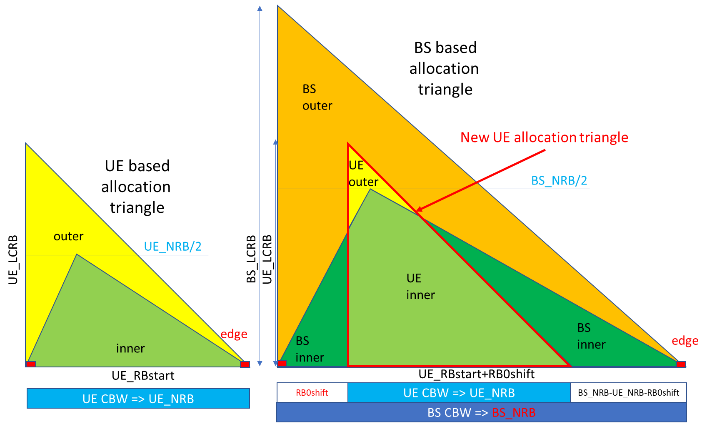 BS based
allocation
triangle
BS
outer
New UE allocation triangle
UE based
allocation
triangle
UE
outer
BS_NRB/2
outer
UE_NRB/2
UE_LCRB
BS_LCRB
UE_LCRB
UE
inner
edge
inner
BS
inner
BS
inner
edge
UE_RBstart
UE_RBstart+RB0shift
UE CBW => UE_NRB
RB0shift
UE CBW => UE_NRB
BS_NRB-UE_NRB-RB0shift
BS CBW => BS_NRB